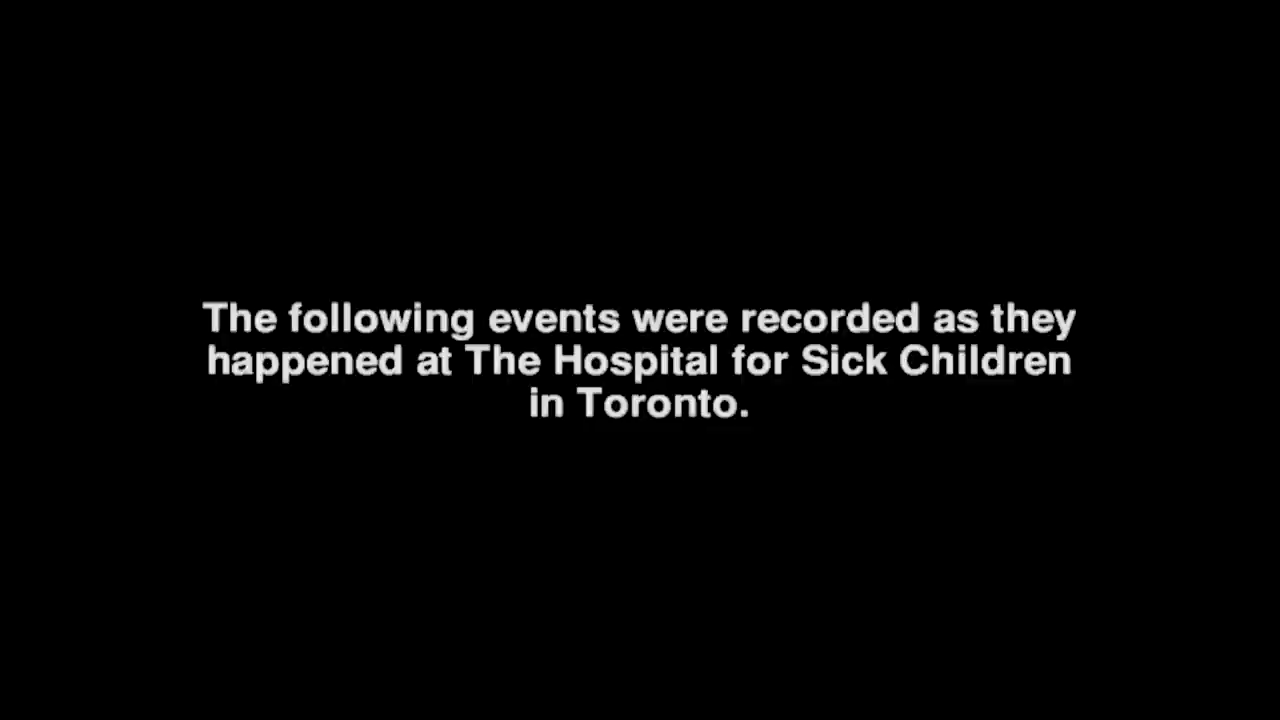 The following events were recorded as they
happened at The Hospital for Sick Children
in Toronto.